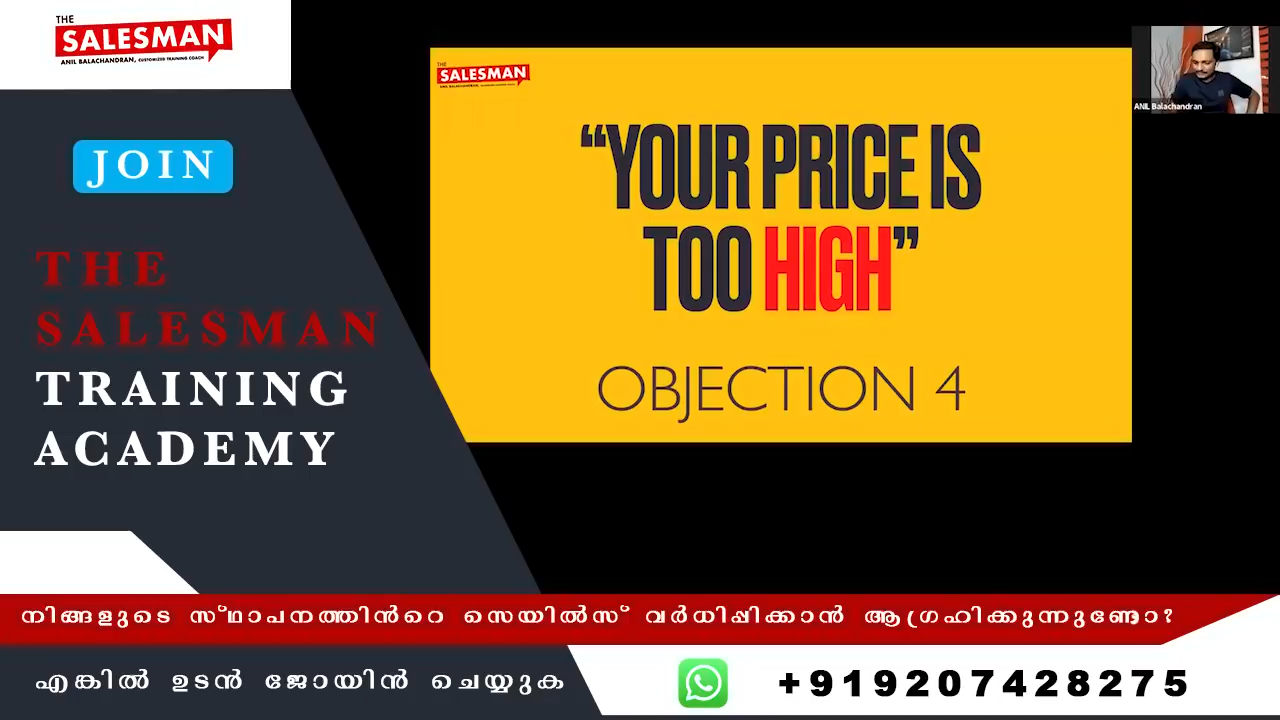 THE
SALESMAN
ANIL BALACHANDRAN, CUSTOMIZED TRAINING COACH
JOIN
THE
SALESMAN
TRAINING
ACADEMY
THE
SALESMAN
“YOUR PRICE IS
TOO HIGH”
OBJECTION 4
ANIL Balachandran
നിങ്ങളുടെ സ്ഥാപനത്തിൻറെ സെയിൽസ് വർധിപ്പിക്കാൻ ആഗ്രഹിക്കുന്നുണ്ടോ?
എങ്കിൽ ഉടൻ ജോയിൻ ചെയ്യുക
+919207428275